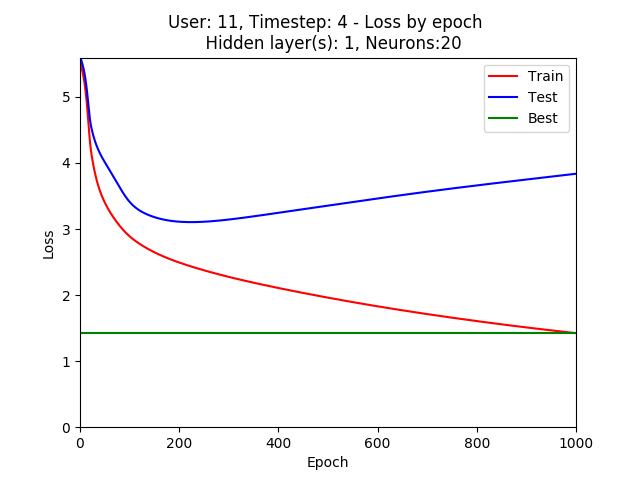 User: 11, Timestep: 4 - Loss by epoch
Hidden layer(s): 1, Neurons:20
Train
Test
Best
Loss
5
4
3
2
1
0
0 200 400 600 800 1000
Epoch